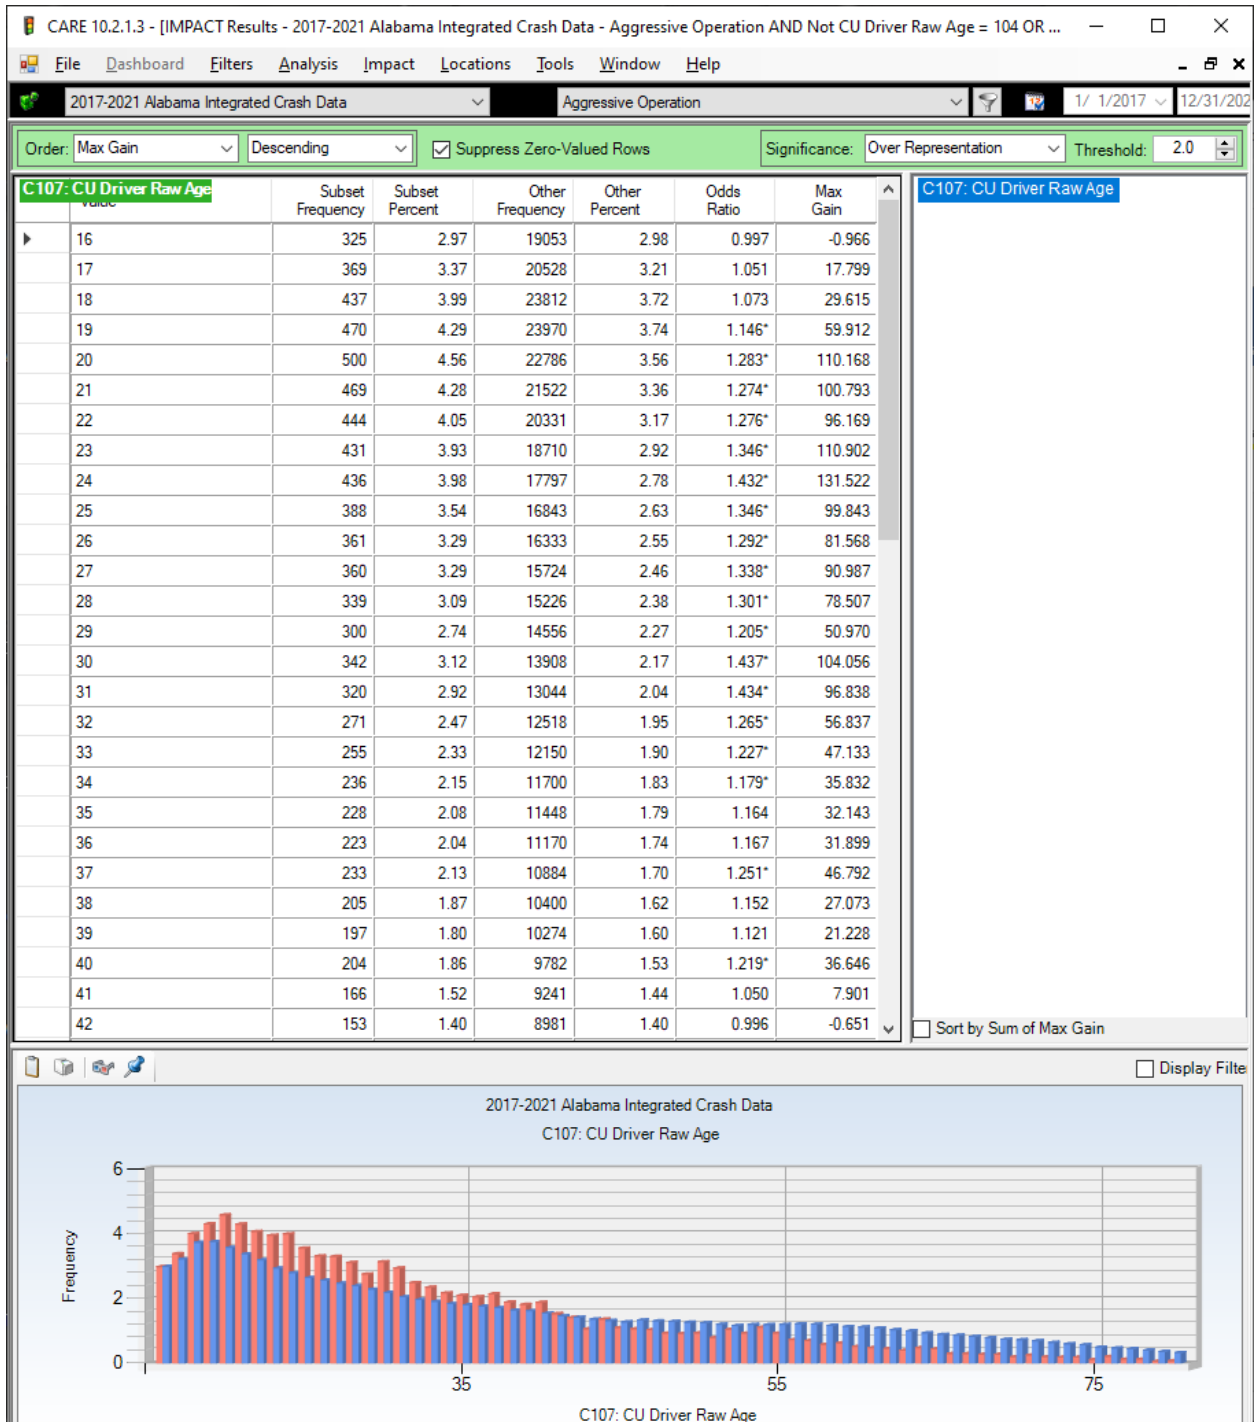 CARE 10.2.1.3 - [IMPACT Results - 2017-2021 Alabama Integrated Crash Data - Aggressive Operation AND Not CU Driver Raw Age = 104 OR ...
File Dashboard Filters Analysis Impact Locations Tools Window Help
2017-2021 Alabama Integrated Crash Data Aggressive Operation 1/ 1/2017 12/31/202
Order: Max Gain Descending Suppress Zero-Valued Rows Significance: Over Representation Threshold: 2.0
C107: CU Driver Raw Age Subset Frequency Subset Percent Other Frequency Other Percent Odds Ratio Max Gain C107: CU Driver Raw Age
16 325 2.97 19053 2.98 0.997 -0.966
17 369 3.37 20528 3.21 1.051 17.799
18 437 3.99 23812 3.72 1.073 29.615
19 470 4.29 23970 3.74 1.146* 59.912
20 500 4.56 22786 3.56 1.283* 110.168
21 469 4.28 21522 3.36 1.274* 100.793
22 444 4.05 20331 3.17 1.276* 96.169
23 431 3.93 18710 2.92 1.346* 110.902
24 436 3.98 17797 2.78 1.432* 131.522
25 388 3.54 16843 2.63 1.346* 99.843
26 361 3.29 16333 2.55 1.292* 81.568
27 360 3.29 15724 2.46 1.338* 90.987
28 339 3.09 15226 2.38 1.301* 78.507
29 300 2.74 14556 2.27 1.205* 50.970
30 342 3.12 13908 2.17 1.437* 104.056
31 320 2.92 13044 2.04 1.434* 96.838
32 271 2.47 12518 1.95 1.265* 56.837
33 255 2.33 12150 1.90 1.227* 47.133
34 236 2.15 11700 1.83 1.179* 35.832
35 228 2.08 11448 1.79 1.164 32.143
36 223 2.04 11170 1.74 1.167 31.899
37 233 2.13 10884 1.70 1.251* 46.792
38 205 1.87 10400 1.62 1.152 27.073
39 197 1.80 10274 1.60 1.121 21.228
40 204 1.86 9782 1.53 1.219* 36.646
41 166 1.52 9241 1.44 1.050 7.901
42 153 1.40 8981 1.40 0.996 -0.651
Sort by Sum of Max Gain
Display Filte
2017-2021 Alabama Integrated Crash Data
C107: CU Driver Raw Age
6
4
2
0
Frequency
35 55 75
C107: CU Driver Raw Age